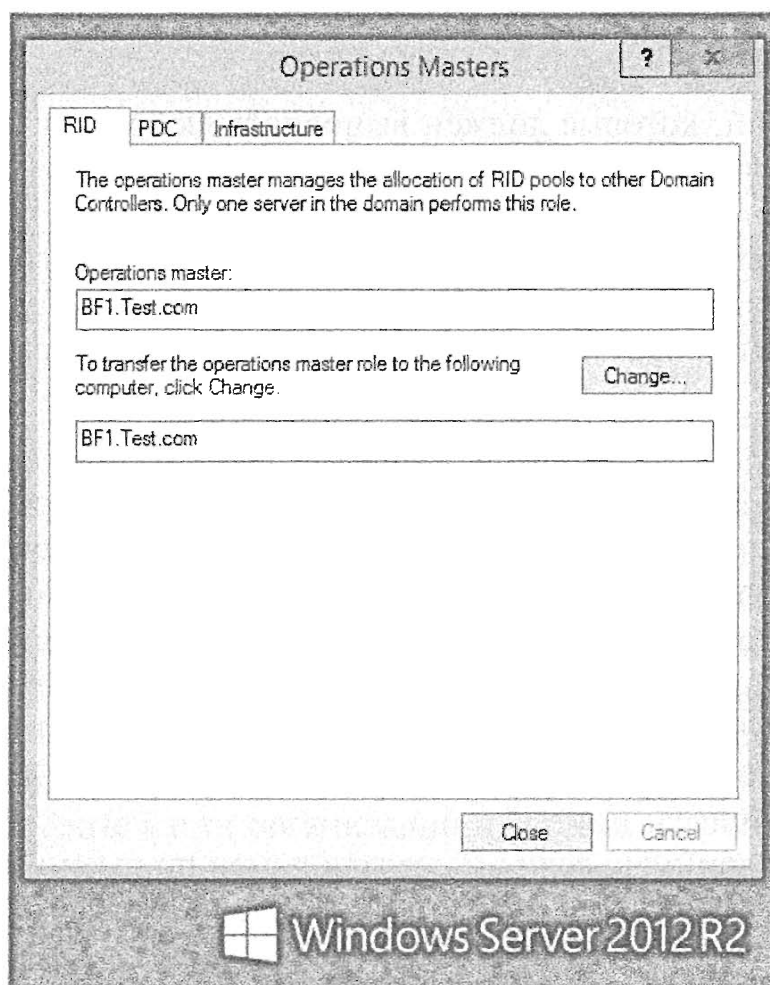 Operations Masters
?
x
RID
PDC
Infrastructure
The operations master manages the allocation of RID pools to other Domain
Controllers. Only one server in the domain performs this role.
Operations master:
BF1.Test.com
To transfer the operations master role to the following
computer, click Change.
Change...
BF1.Test.com
Close
Cancel
Windows Server 2012 R2